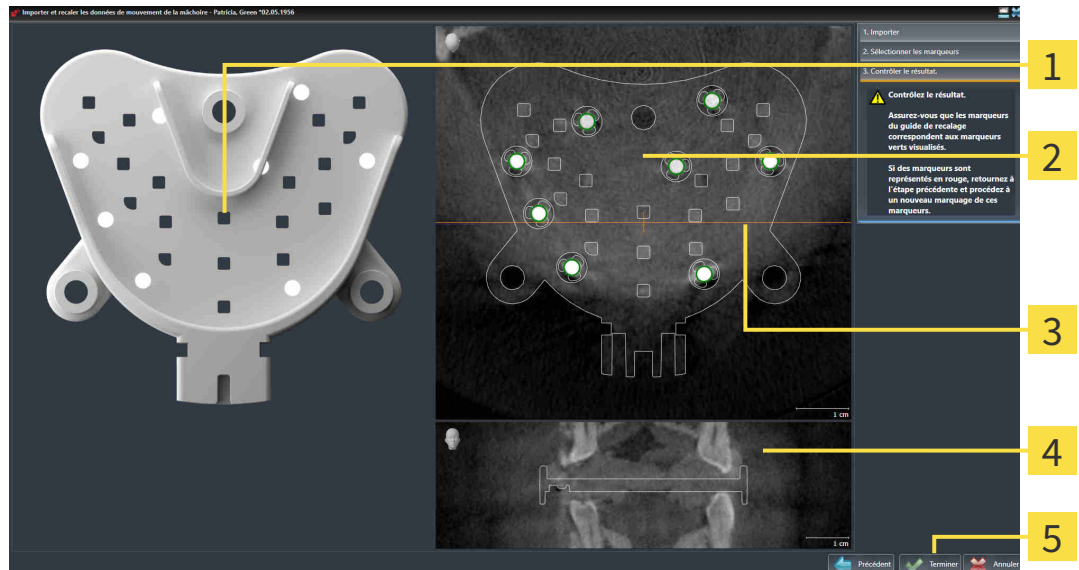 Importer et recaler les données de mouvement de la mâchoire - Patricia, Green *02.05.1956
1. Importer
2. Sélectionner les marqueurs
3. Contrôler le résultat.
Contrôlez le résultat.
Assurez-vous que les marqueurs
du guide de recalage
correspondent aux marqueurs
verts visualisés.
Si des marqueurs sont
représentés en rouge, retournez à
l'étape précédente et procédez à
un nouveau marquage de ces
marqueurs.
1
2
3
1 cm
4
1 cm
5
Précédent
Terminer
Annuler